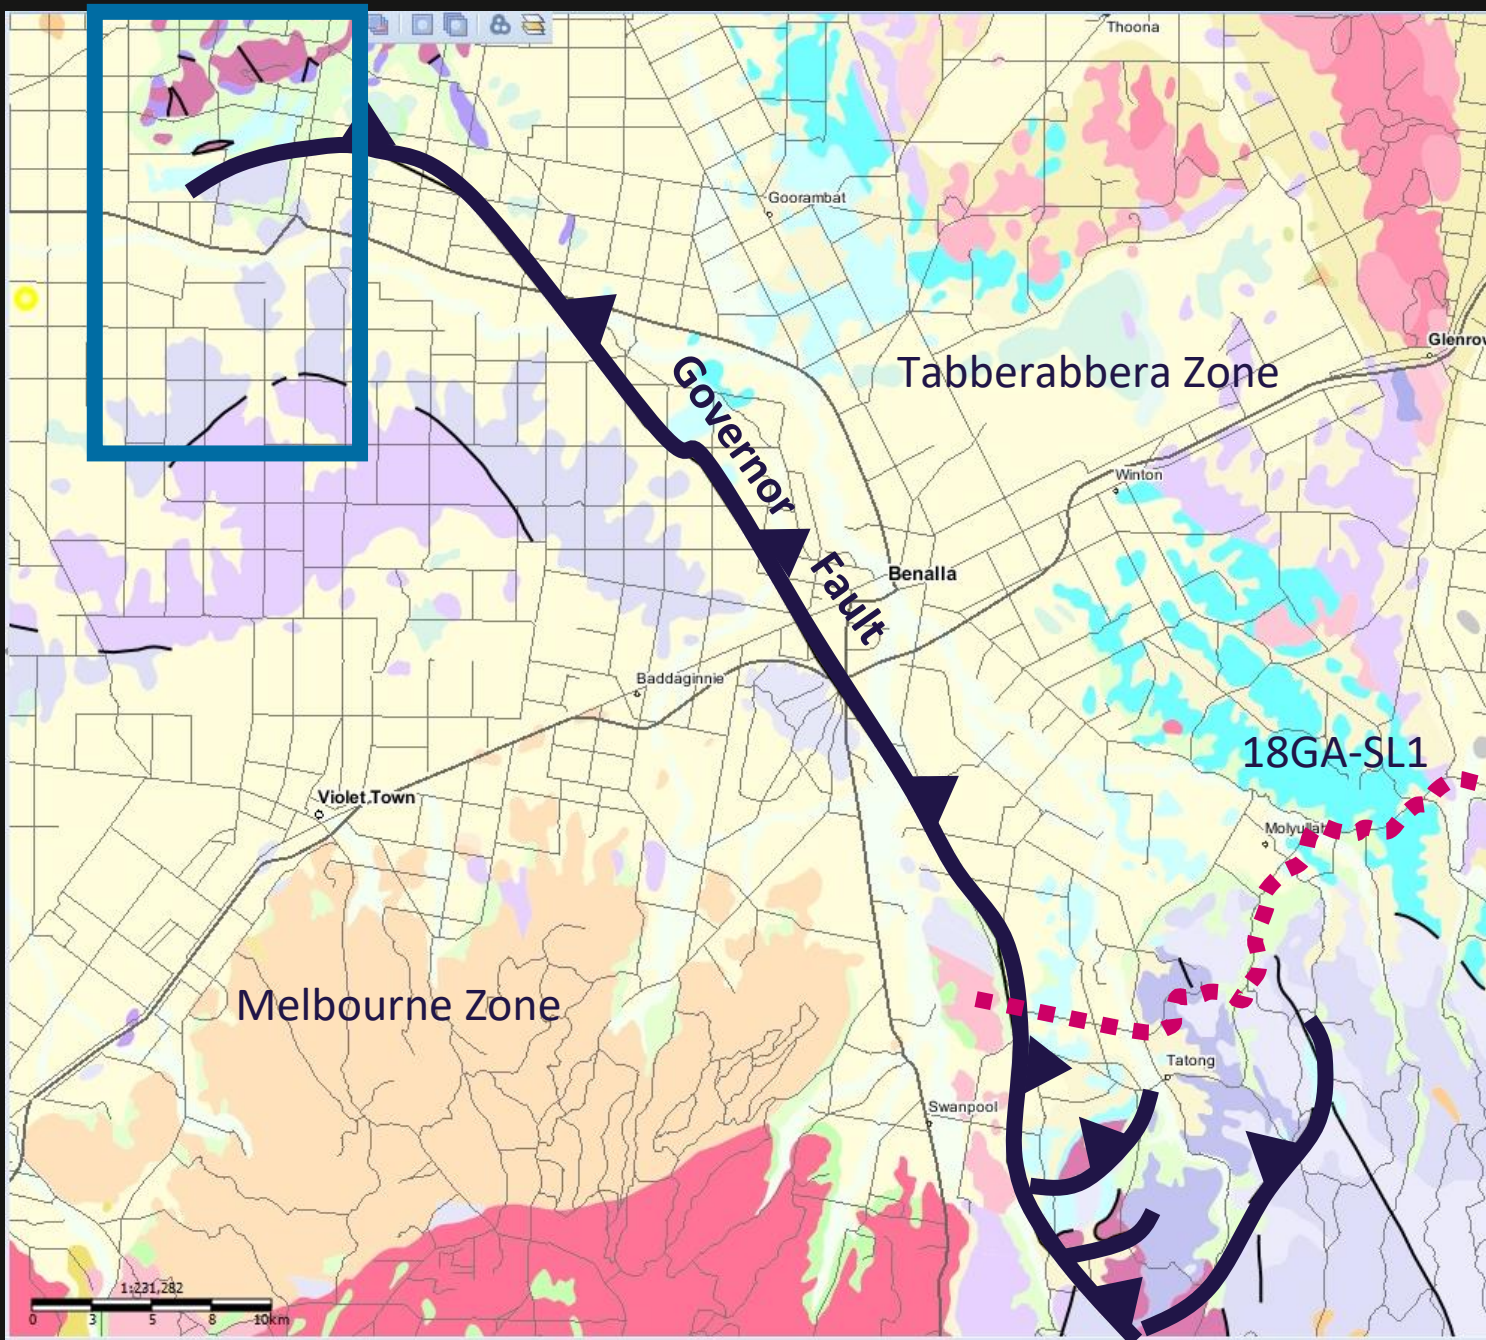 Thoona
Goorambat
Glenrov
Tabberabbera Zone
Governor
Fault
Winton
Benalla
Baddaginnie
18GA-SL1
Violet Town
Molyullah
Melbourne Zone
Tatong
Swanpool
1:231,282
0 3 5 8 10km